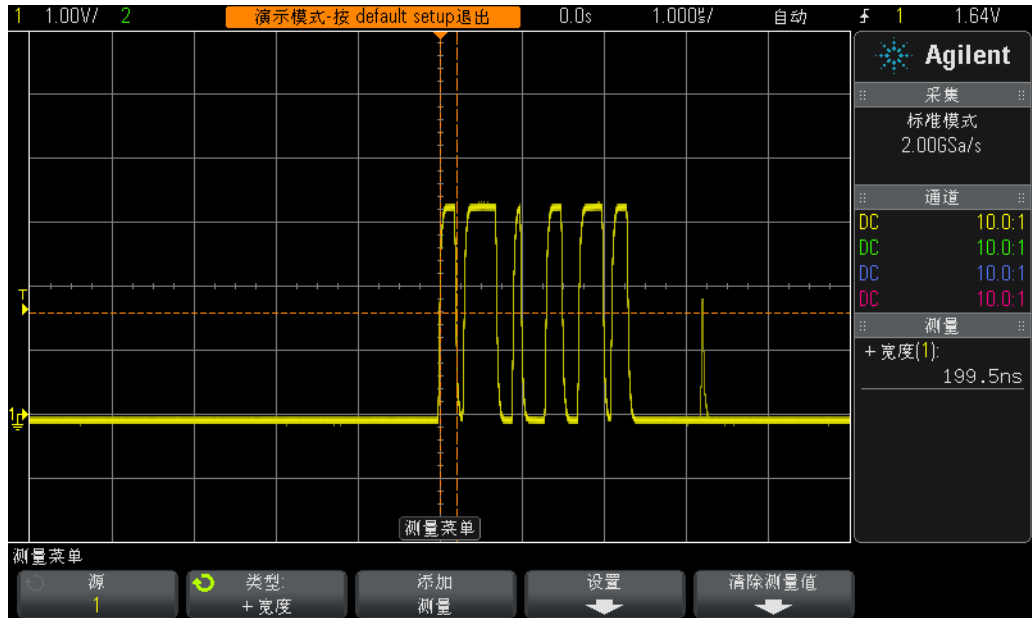 1 1.00V/ 2 演示模式-按 default setup退出 0.0s 1.000㎲/ 自动 1 1.64V
Agilent
采集
标准模式
2.00GSa/s
通道
DC 10.0:1
DC 10.0:1
DC 10.0:1
DC 10.0:1
测量
+宽度(1):
199.5ns
T
1
测量菜单
测量菜单
源
1
类型:
+宽度
添加
测量
设置
清除测量值